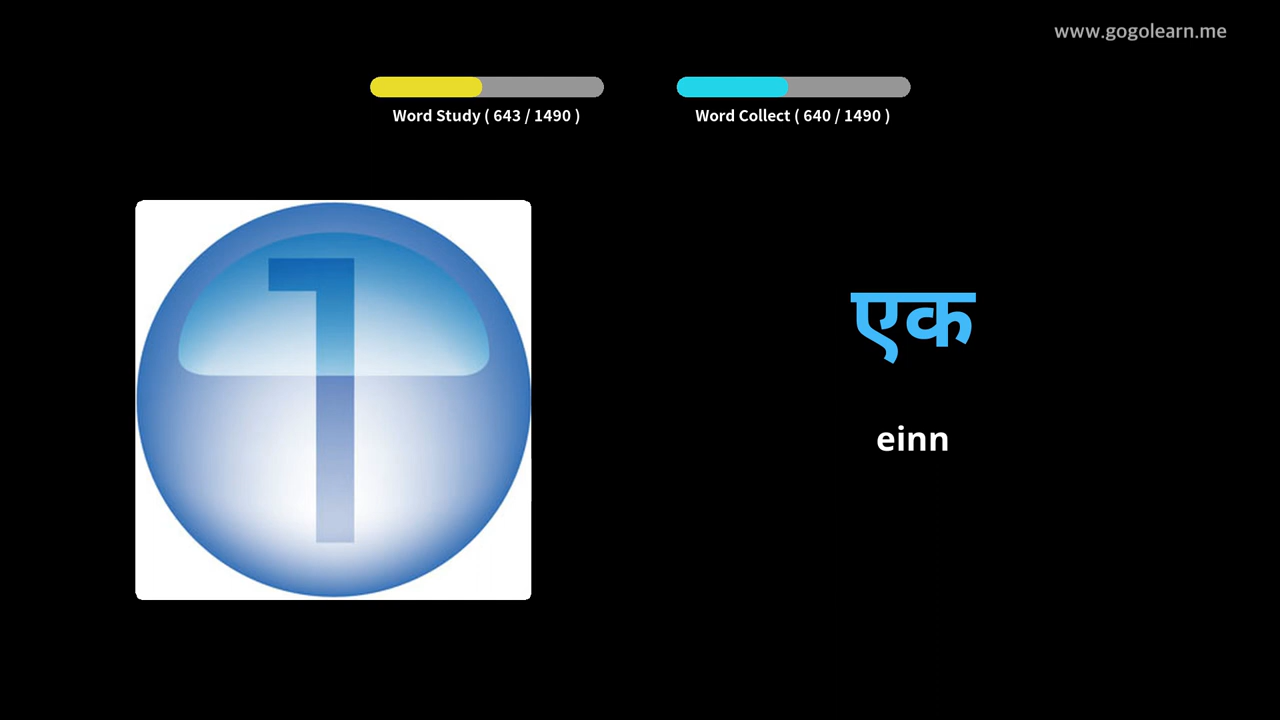 www.gogolearn.me
Word Study ( 643 / 1490 )
Word Collect ( 640 / 1490 )
1
एक
einn